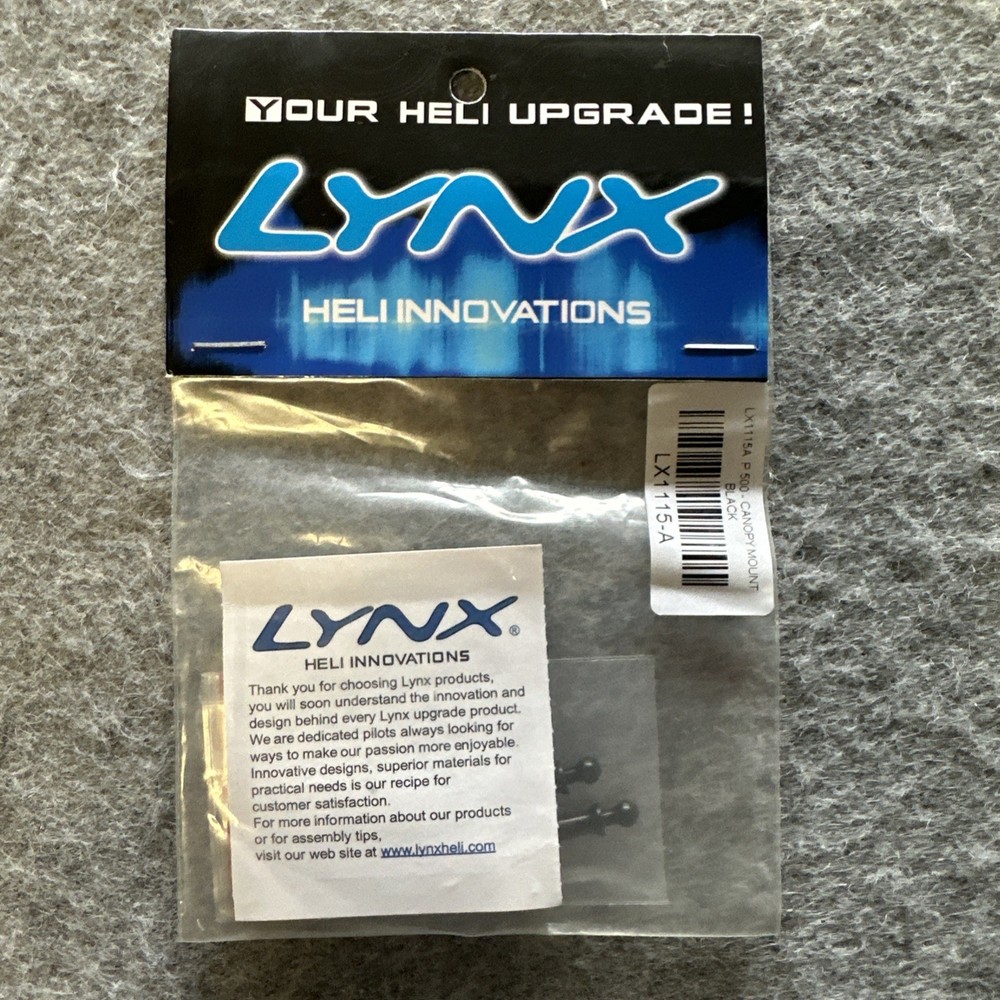 YOUR HELI UPGRADE!
LYNX
HELI INNOVATIONS
LX1115A P 500 - CANOPY MOUNT
BLACK
LX1115-A
LYNX®
HELI INNOVATIONS
Thank you for choosing Lynx products,
you will soon understand the innovation and
design behind every Lynx upgrade product.
We are dedicated pilots always looking for
ways to make our passion more enjoyable.
Innovative designs, superior materials for
practical needs is our recipe for
customer satisfaction.
For more information about our products
or for assembly tips,
visit our web site at www.lynxheli.com